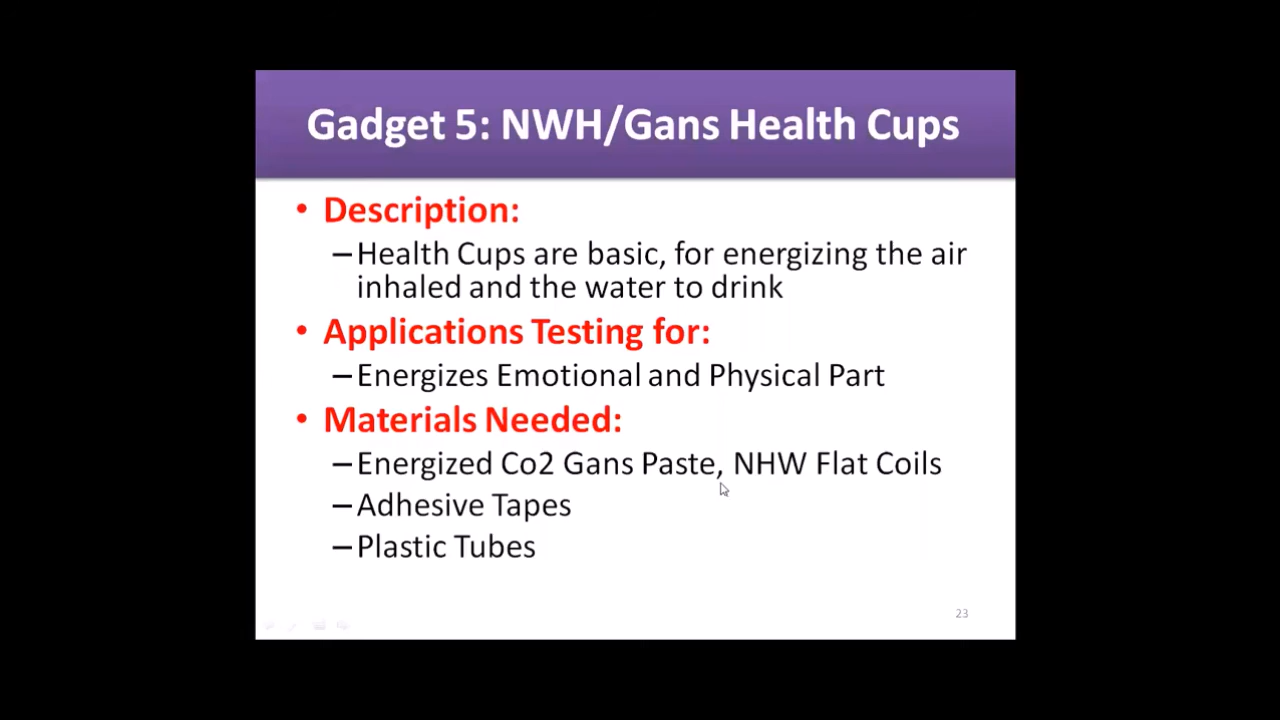 Gadget 5: NWH/Gans Health Cups
• Description:
–Health Cups are basic, for energizing the air
inhaled and the water to drink
• Applications Testing for:
–Energizes Emotional and Physical Part
• Materials Needed:
–Energized Co2 Gans Paste, NHW Flat Coils
–Adhesive Tapes
–Plastic Tubes
23